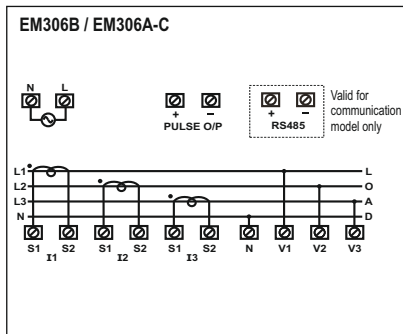 EM306B / EM306A-C
N L
+ −
PULSE O/P
+ −
RS485
Valid for
communication
model only
L1 L
L2 O
L3 A
N D
S1 S2 S1 S2 S1 S2 N V1 V2 V3
I1 I2 I3